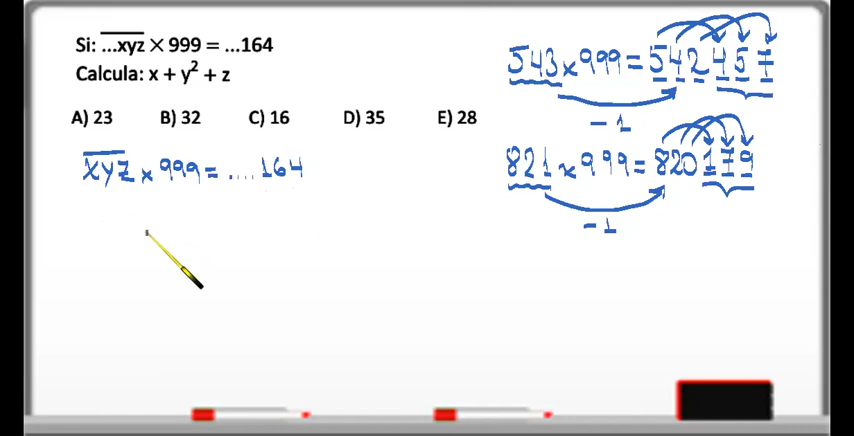 Si: ...xyz × 999 = ...164
Calcula: x + y² + z
A) 23 B) 32 C) 16 D) 35 E) 28
xyz × 999 = ....164
543 × 999 = 542457
-1
821 × 999 = 820179
-1